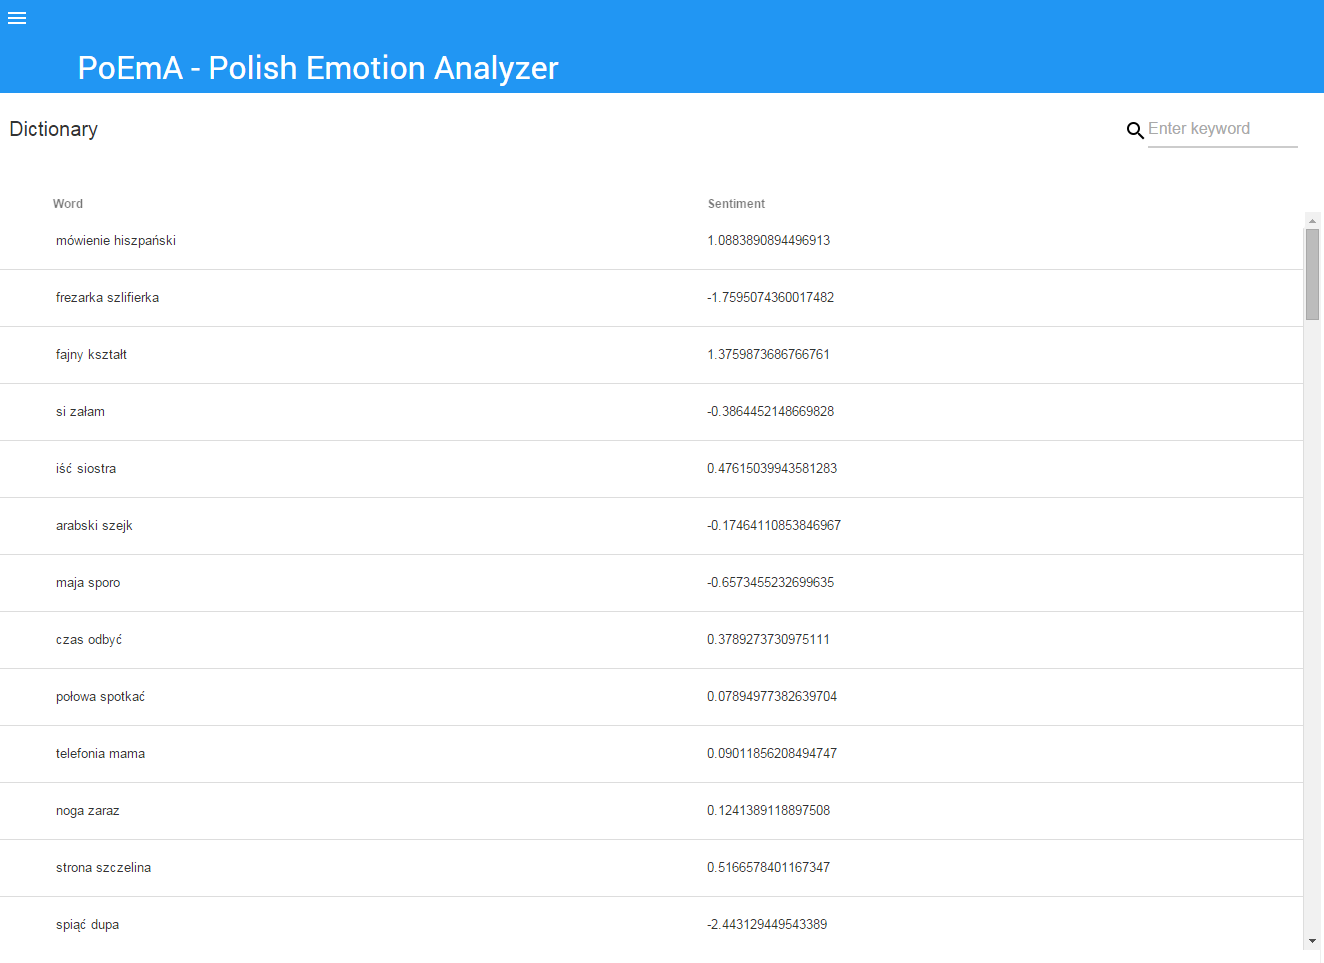 PoEmA - Polish Emotion Analyzer
Dictionary
Enter keyword
Word Sentiment
mówienie hiszpański 1.0883890894496913
frezarka szlifierka -1.7595074360017482
fajny kształt 1.3759873686766761
si załam -0.3864452148669828
iść siostra 0.47615039943581283
arabski szejk -0.17464110853846967
maja sporo -0.6573455232699635
czas odbyć 0.3789273730975111
połowa spotkać 0.07894977382639704
telefonia mama 0.09011856208494747
noga zaraz 0.1241389118897508
strona szczelina 0.5166578401167347
spiąć dupa -2.443129449543389